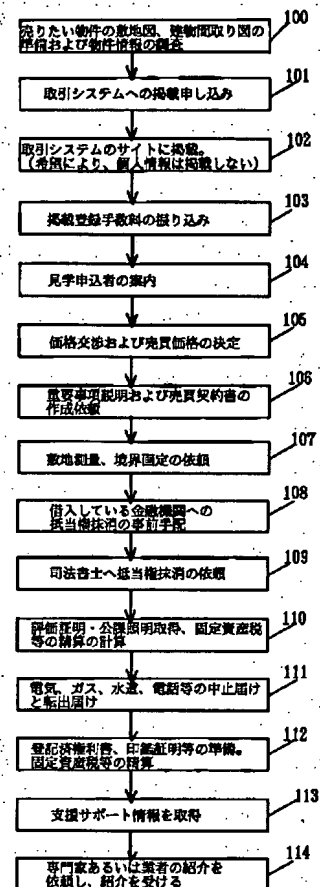 100
売りたい物件の敷地図、建物間取り図の
準備および物件情報の調査
101
取引システムへの掲載申し込み
102
取引システムのサイトに掲載。
(希望により、個人情報は掲載しない)
103
掲載登録手数料の振り込み
104
見学申込者の案内
105
価格交渉および売買価格の決定
106
重要事項説明および売買契約書の
作成依頼
107
敷地測量、境界固定の依頼
108
借入している金融機関への
抵当権抹消の事前手配
109
司法書士へ抵当権抹消の依頼
110
評価証明・公課照明取得、固定資産税
等の精算の計算
111
電気、ガス、水道、電話等の中止届け
と転出届け
112
登記済権利書、印鑑証明等の準備。
固定資産税等の精算
113
支援サポート情報を取得
114
専門家あるいは業者の紹介を
依頼し、紹介を受ける